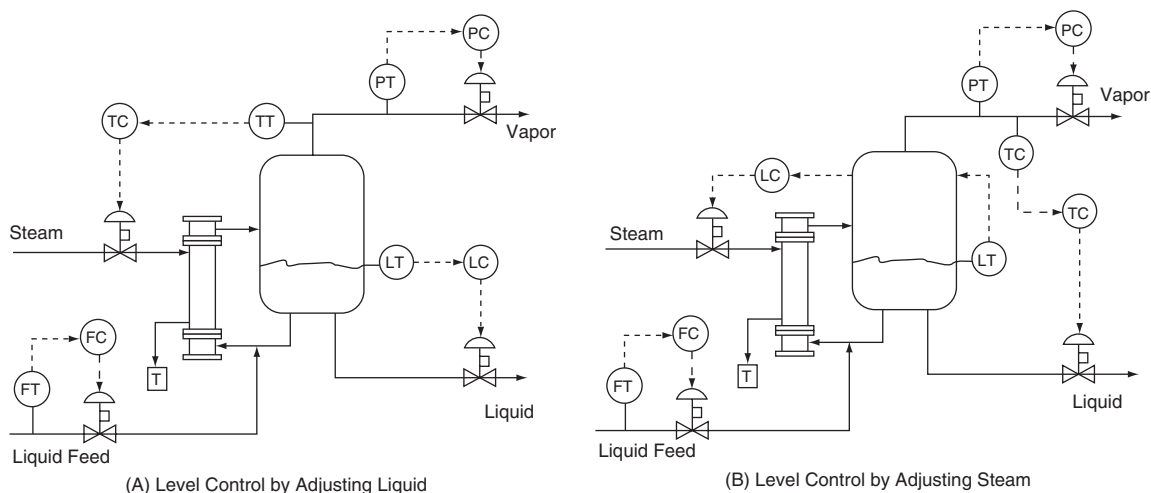 PC
PT
Vapor
TC
TT
Steam
LT
LC
FC
FT
T
Liquid
Liquid Feed
(A) Level Control by Adjusting Liquid
PC
PT
Vapor
TC
LC
TC
Steam
LT
FC
FT
T
Liquid
Liquid Feed
(B) Level Control by Adjusting Steam